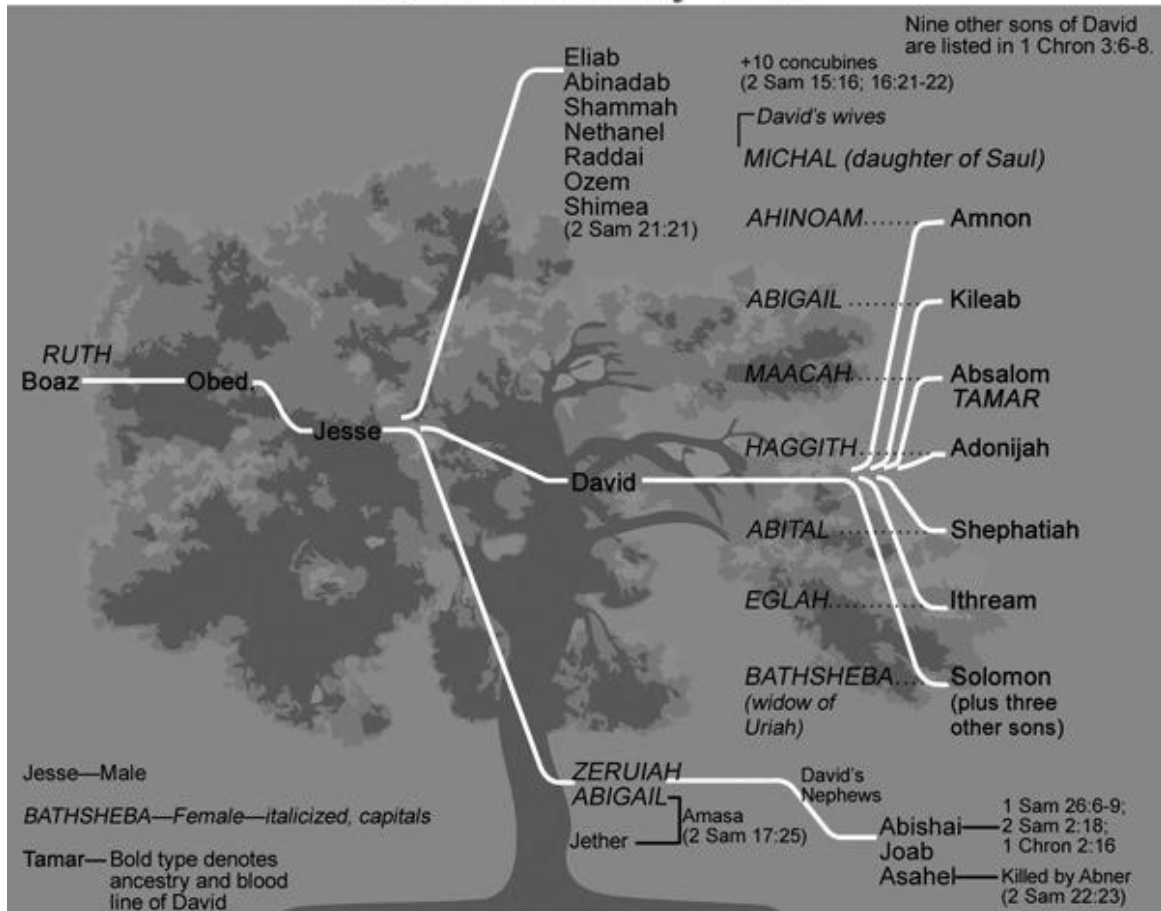 Nine other sons of David
are listed in 1 Chron 3:6-8.
Eliab
Abinadab
Shammah
Nethanel
Raddai
Ozem
Shimea
(2 Sam 21:21)
+10 concubines
(2 Sam 15:16; 16:21-22)
David's wives
MICHAL (daughter of Saul)
AHINOAM........ Amnon
ABIGAIL ........ Kileab
MAACAH........ Absalom
TAMAR
HAGGITH........ Adonijah
ABITAL ........ Shephatiah
EGLAH........ Ithream
BATHSHEBA.... Solomon
(widow of
Uriah)
(plus three
other sons)
RUTH
Boaz
Obed.
Jesse
David
ZERUIAH
ABIGAIL
Jether
Amasa
(2 Sam 17:25)
David's
Nephews
Abishai
Joab
Asahel
1 Sam 26:6-9;
2 Sam 2:18;
1 Chron 2:16
Killed by Abner
(2 Sam 22:23)
Jesse—Male
BATHSHEBA—Female—italicized, capitals
Tamar— Bold type denotes
ancestry and blood
line of David